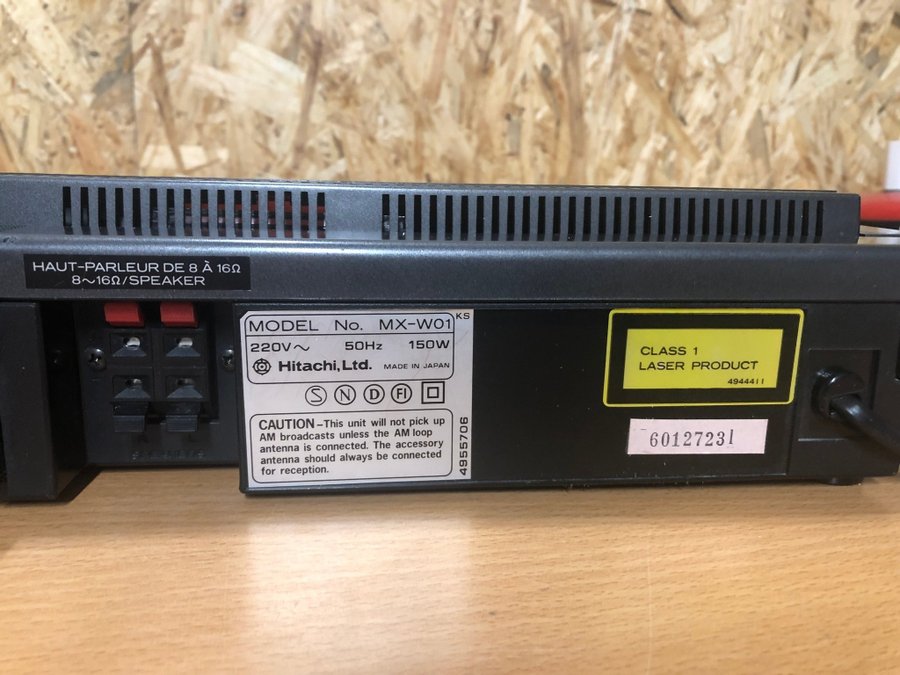 HAUT-PARLEUR DE 8 À 16Ω
8~16Ω/SPEAKER
MODEL No. MX-W01
KS
220V~ 50Hz 150W
Hitachi, Ltd. MADE IN JAPAN
S N D FI
CAUTION–This unit will not pick up
AM broadcasts unless the AM loop
antenna is connected. The accessory
antenna should always be connected
for reception.
4955706
CLASS 1
LASER PRODUCT
4944411
60127231